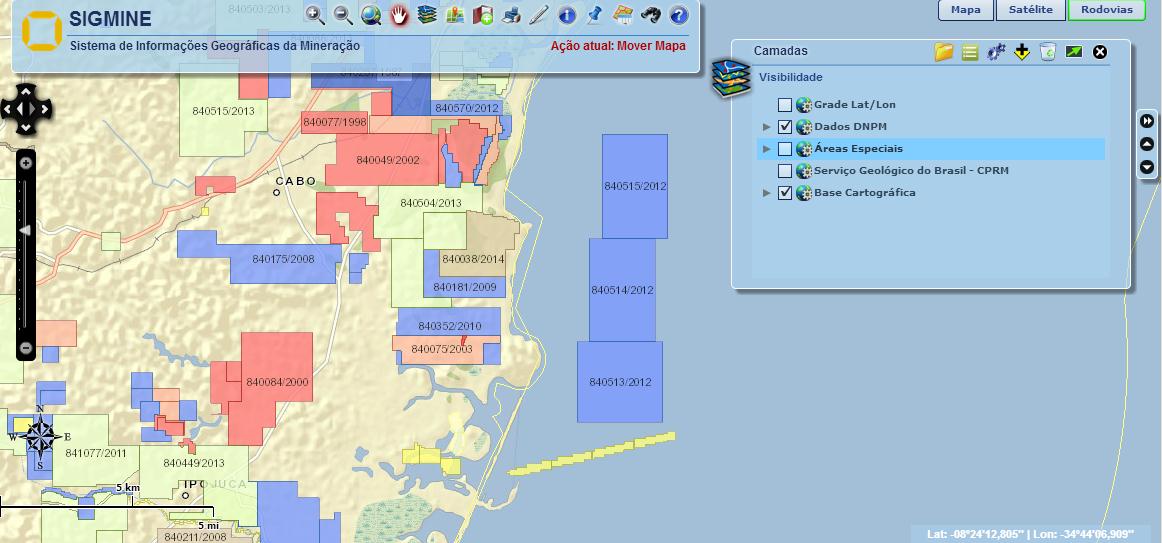 840503/2013
SIGMINE
Sistema de Informações Geográficas da Mineração
Ação atual: Mover Mapa
Mapa
Satélite
Rodovias
Camadas
Visibilidade
Grade Lat/Lon
Dados DNPM
Áreas Especiais
Serviço Geológico do Brasil - CPRM
Base Cartográfica
840515/2013
840570/2012
840077/1998
840049/2002
CABO
840504/2013
840515/2012
840175/2008
840038/2014
840181/2009
840514/2012
840352/2010
840075/2003
840084/2000
840513/2012
N
W
E
S
841077/2011
840449/2013
IPOJUCA
5 km
5 mi
840211/2008
Lat: -08°24'12,805" | Lon: -34°44'06,909"